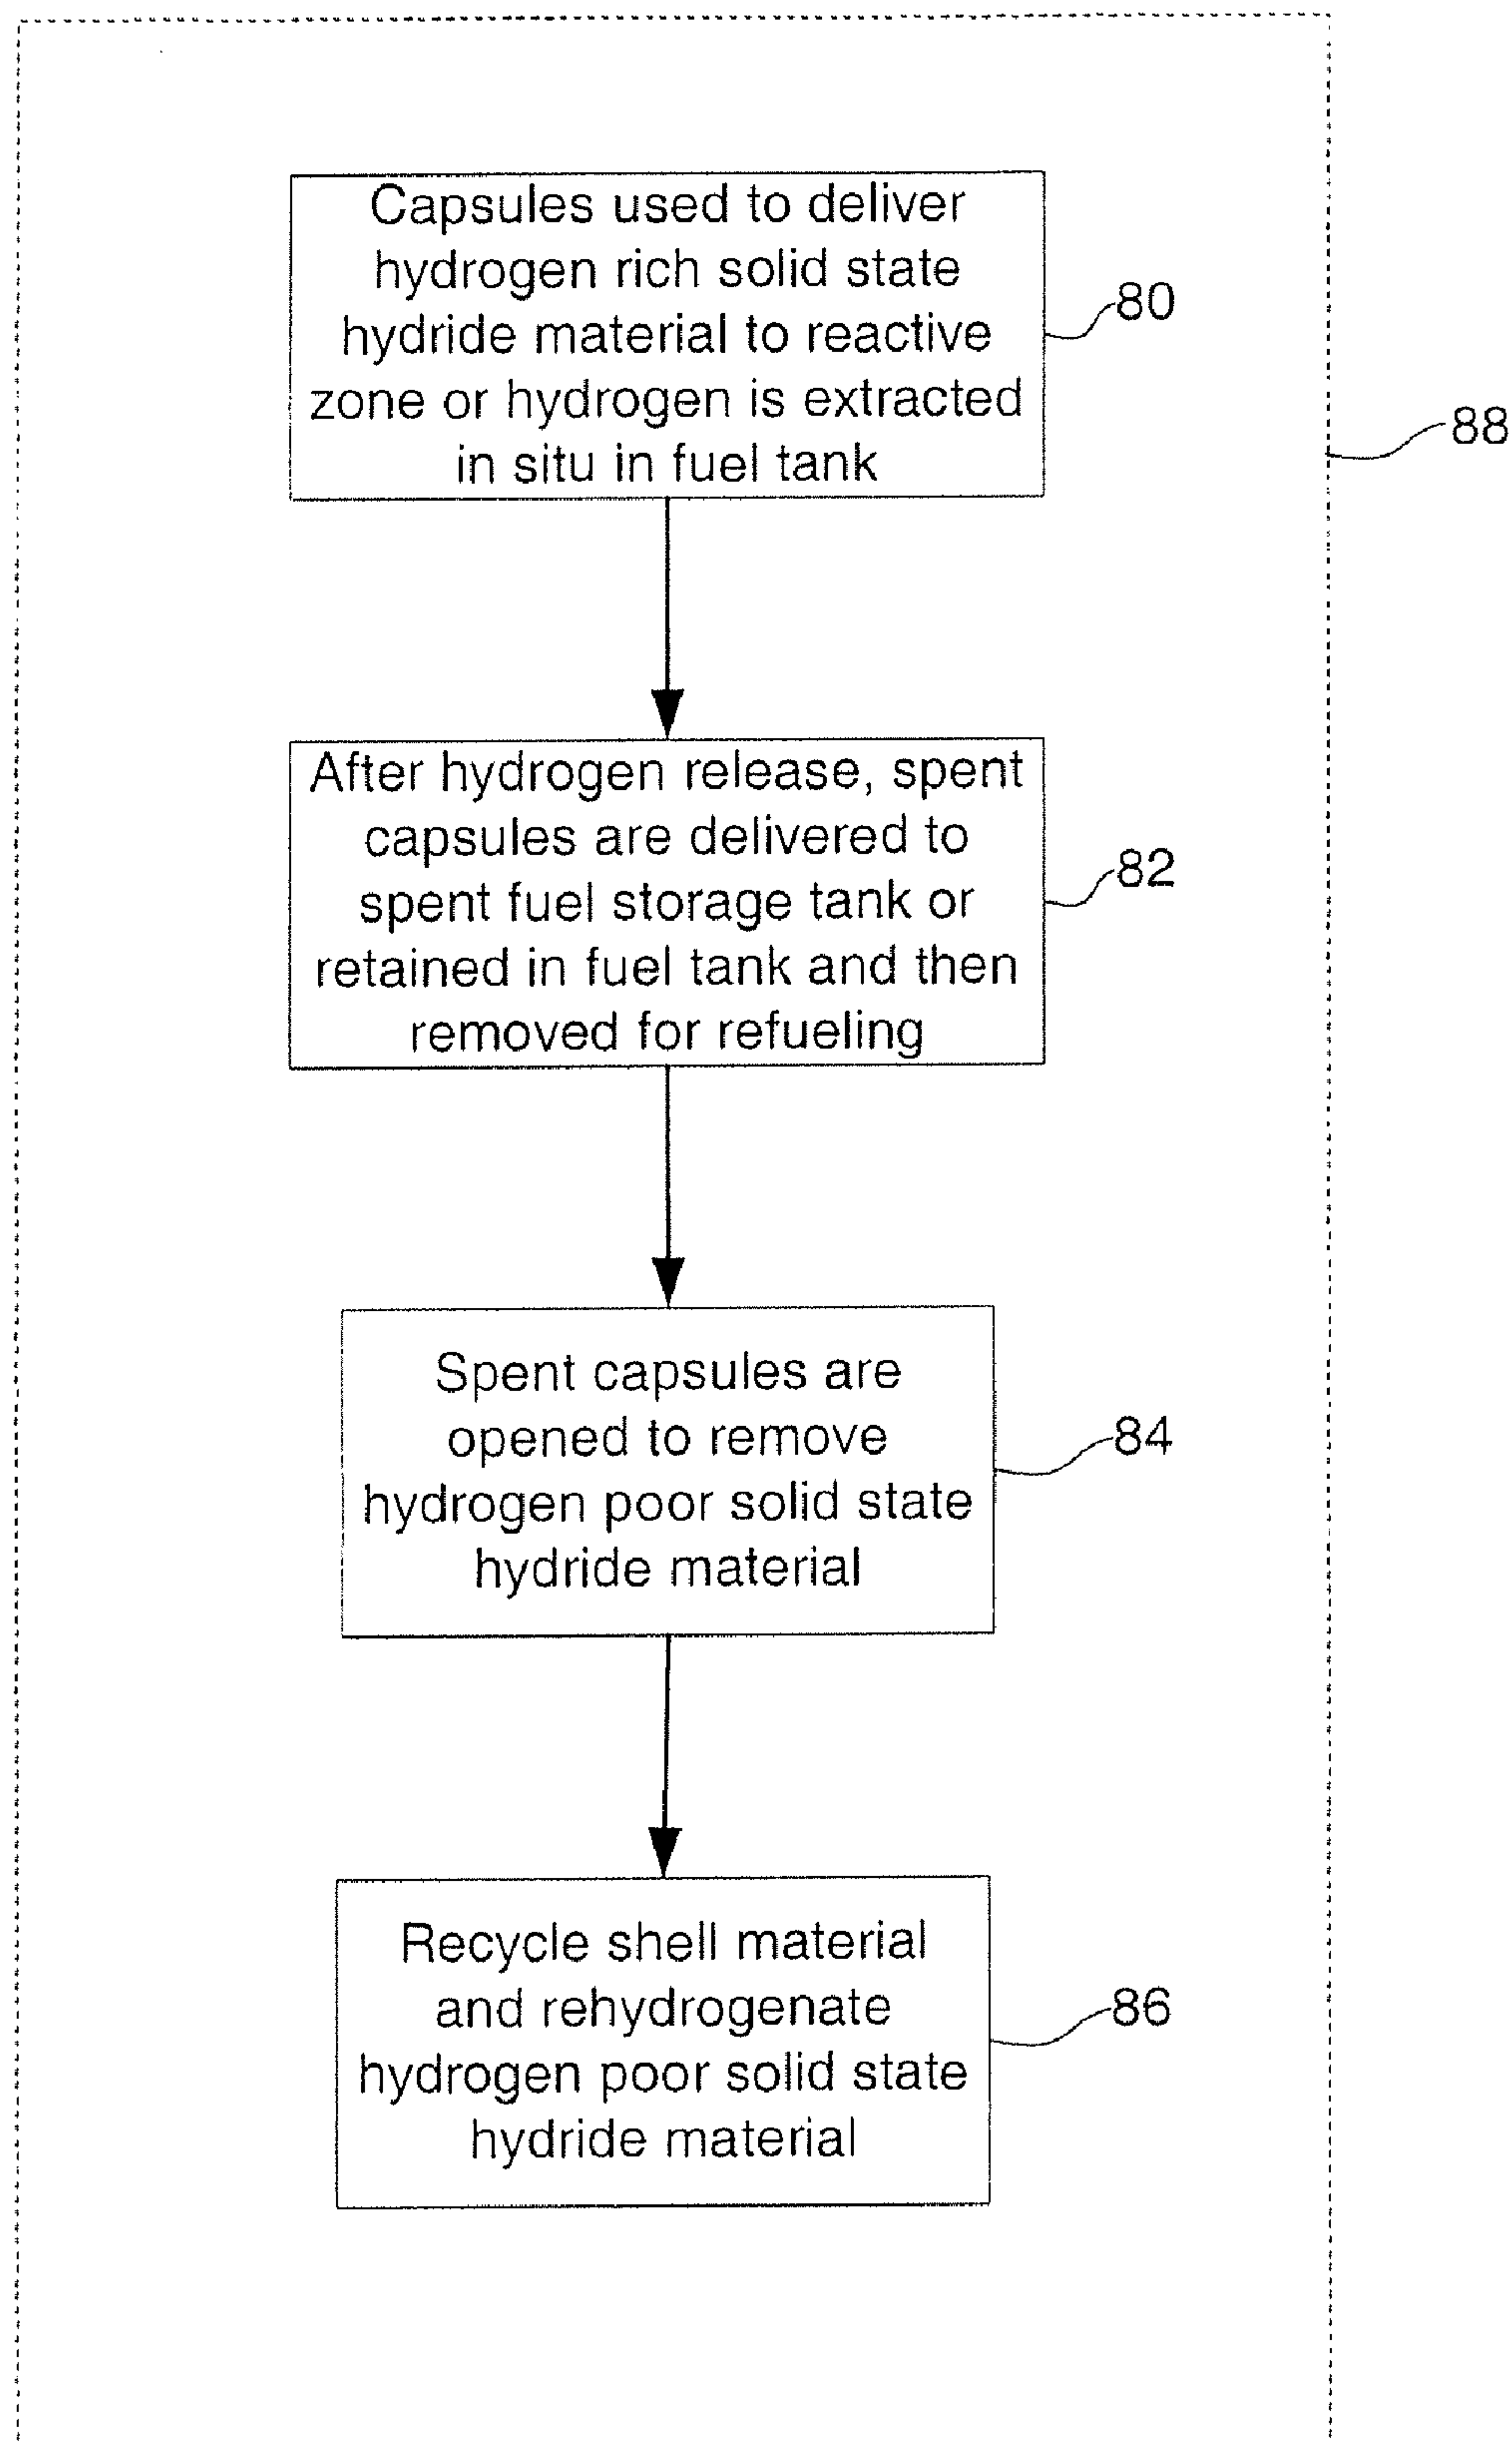 Capsules used to deliver
hydrogen rich solid state
hydride material to reactive
zone or hydrogen is extracted
in situ in fuel tank
80
88
After hydrogen release, spent
capsules are delivered to
spent fuel storage tank or
retained in fuel tank and then
removed for refueling
82
Spent capsules are
opened to remove
hydrogen poor solid state
hydride material
84
Recycle shell material
and rehydrogenate
hydrogen poor solid state
hydride material
86